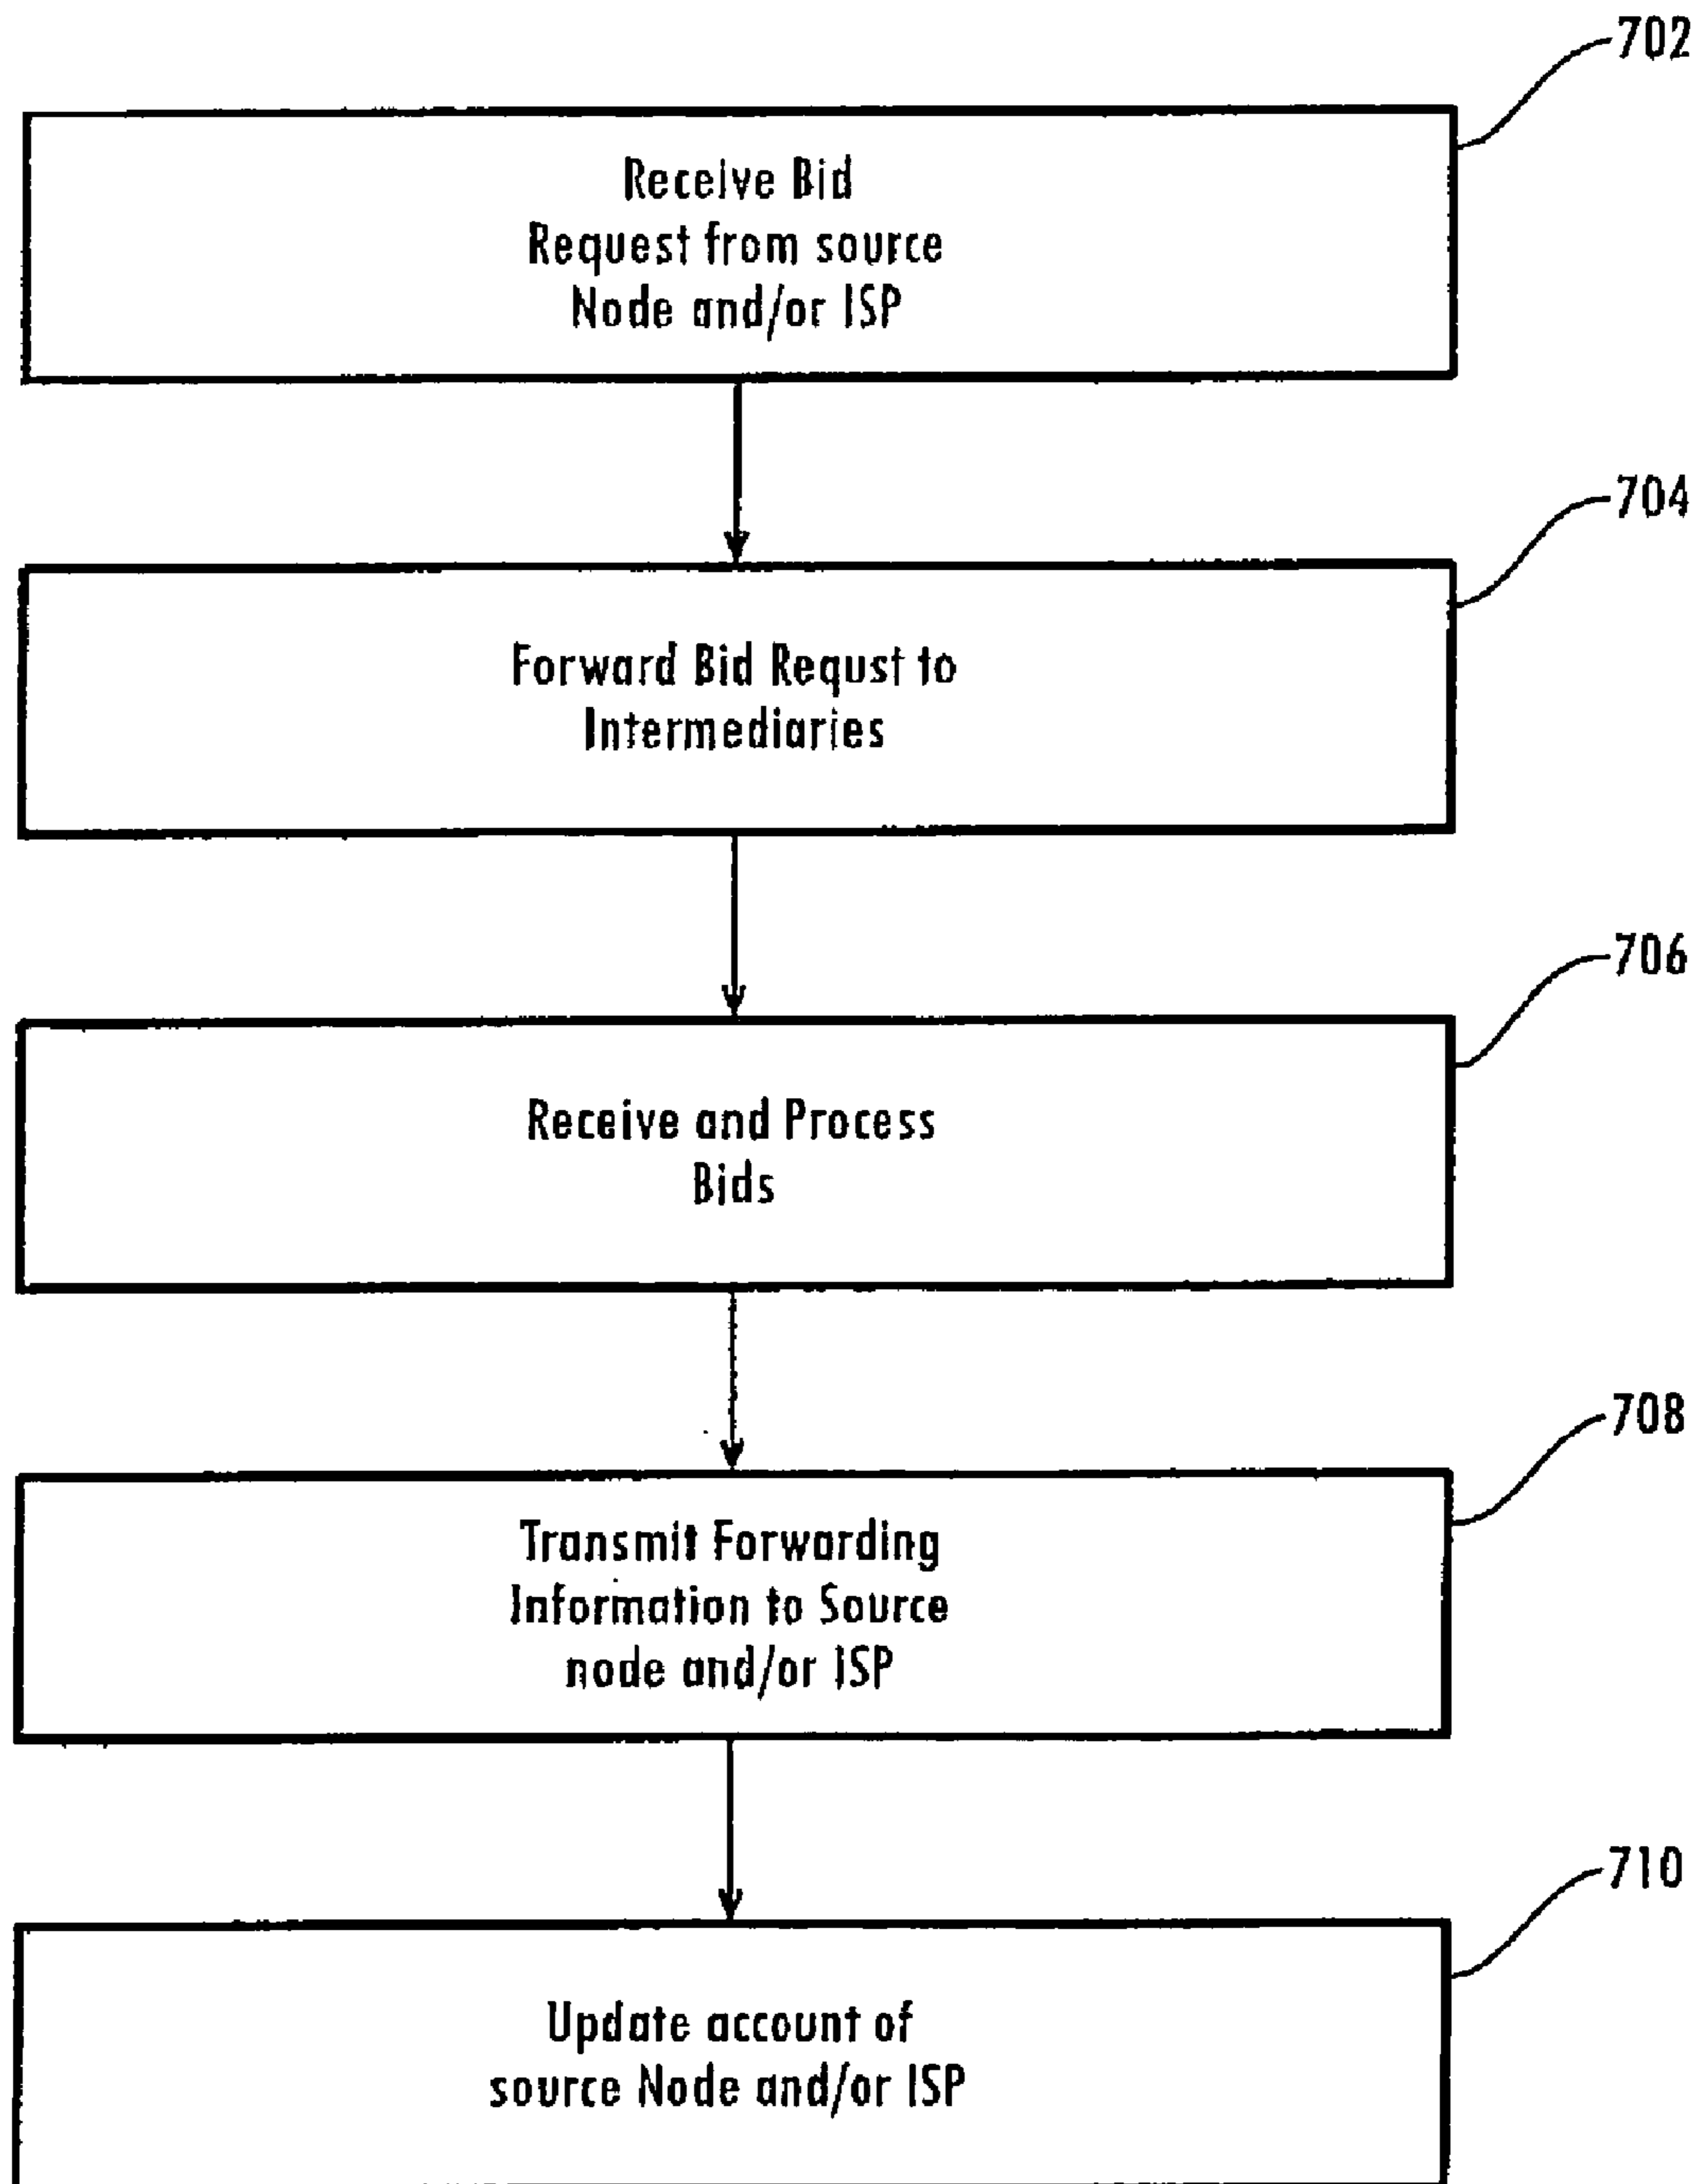 702
Receive Bid
Request from source
Node and/or ISP
704
Forward Bid Requst to
Intermediaries
706
Receive and Process
Bids
708
Transmit Forwarding
Information to Source
node and/or ISP
710
Update account of
source Node and/or ISP